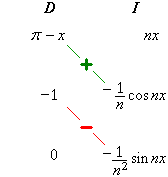 D I
π − x nx
+
−1 −1/n cos nx
−
0 −1/n² sin nx